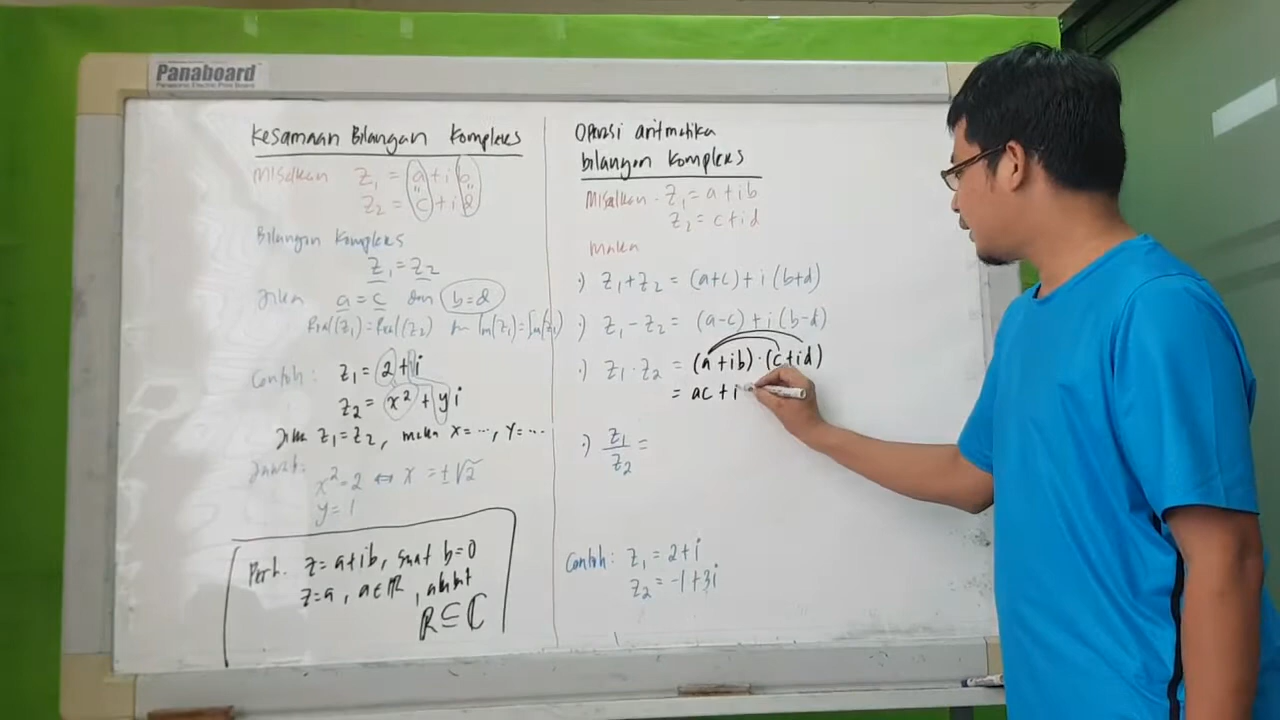 Panaboard
Kesamaan Bilangan Kompleks
Misalkan z₁ = a + i b
z₂ = c + i d
Bilangan Kompleks
z₁ = z₂
Jika a = c dan b = d
Real(z₁) = Real(z₂) dan Im(z₁) = Im(z₂)
Contoh: z₁ = 2 + 1i
z₂ = x² + y i
Jika z₁ = z₂, maka x = ..., y = ...
Jawab:
x² = 2 ↔ x = ±√2
y = 1
Perh. z = a + ib, saat b = 0
z = a, a ∈ ℝ, akibat
ℝ ⊆ ℂ
Operasi aritmatika
bilangan kompleks
Misalkan. z₁ = a + i b
z₂ = c + i d
maka
·) z₁ + z₂ = (a+c) + i (b+d)
·) z₁ - z₂ = (a-c) + i (b-d)
·) z₁ · z₂ = (a + ib) · (c + id)
= ac + i
·) z₁/z₂ =
Contoh: z₁ = 2 + i
z₂ = -1 + 3i